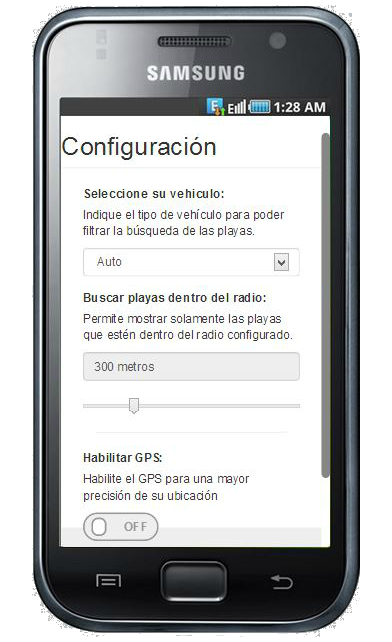 SAMSUNG
E 1:28 AM
Configuración
Seleccione su vehiculo:
Indique el tipo de vehículo para poder
filtrar la búsqueda de las playas.
Auto
Buscar playas dentro del radio:
Permite mostrar solamente las playas
que estén dentro del radio configurado.
300 metros
Habilitar GPS:
Habilite el GPS para una mayor
precisión de su ubicación
OFF